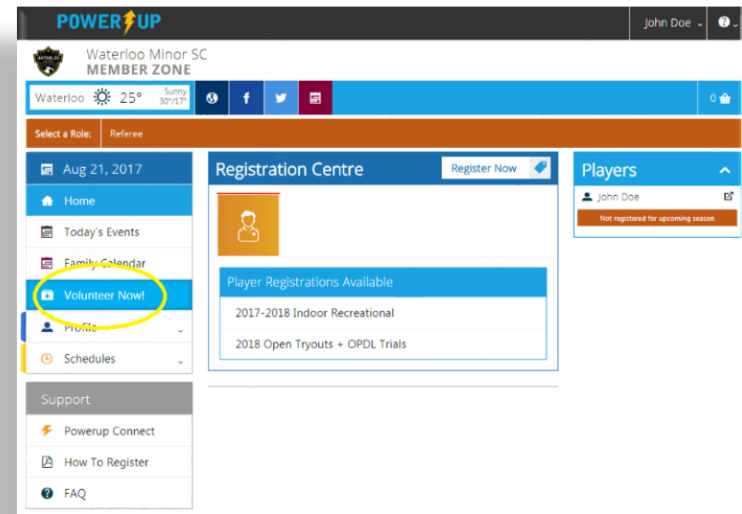 POWER UP
John Doe
Waterloo Minor SC
MEMBER ZONE
Waterloo 25° Sunny 30°/17°
0
Select a Role: Referee
Aug 21, 2017
Home
Today's Events
Family Calendar
Volunteer Now!
Profile
Schedules
Support
Powerup Connect
How To Register
FAQ
Registration Centre
Register Now
Player Registrations Available
2017-2018 Indoor Recreational
2018 Open Tryouts + OPDL Trials
Players
John Doe
Not registered for upcoming season